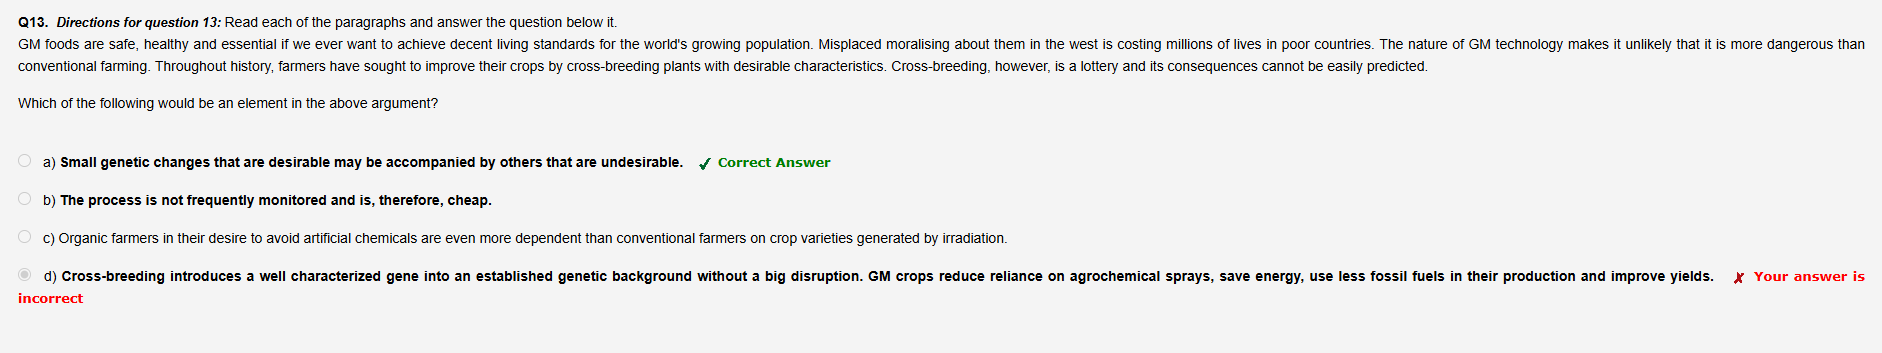 Q13. Directions for question 13: Read each of the paragraphs and answer the question below it.
GM foods are safe, healthy and essential if we ever want to achieve decent living standards for the world's growing population. Misplaced moralising about them in the west is costing millions of lives in poor countries. The nature of GM technology makes it unlikely that it is more dangerous than
conventional farming. Throughout history, farmers have sought to improve their crops by cross-breeding plants with desirable characteristics. Cross-breeding, however, is a lottery and its consequences cannot be easily predicted.
Which of the following would be an element in the above argument?
a) Small genetic changes that are desirable may be accompanied by others that are undesirable. ✓ Correct Answer
b) The process is not frequently monitored and is, therefore, cheap.
c) Organic farmers in their desire to avoid artificial chemicals are even more dependent than conventional farmers on crop varieties generated by irradiation.
d) Cross-breeding introduces a well characterized gene into an established genetic background without a big disruption. GM crops reduce reliance on agrochemical sprays, save energy, use less fossil fuels in their production and improve yields. ✗ Your answer is
incorrect